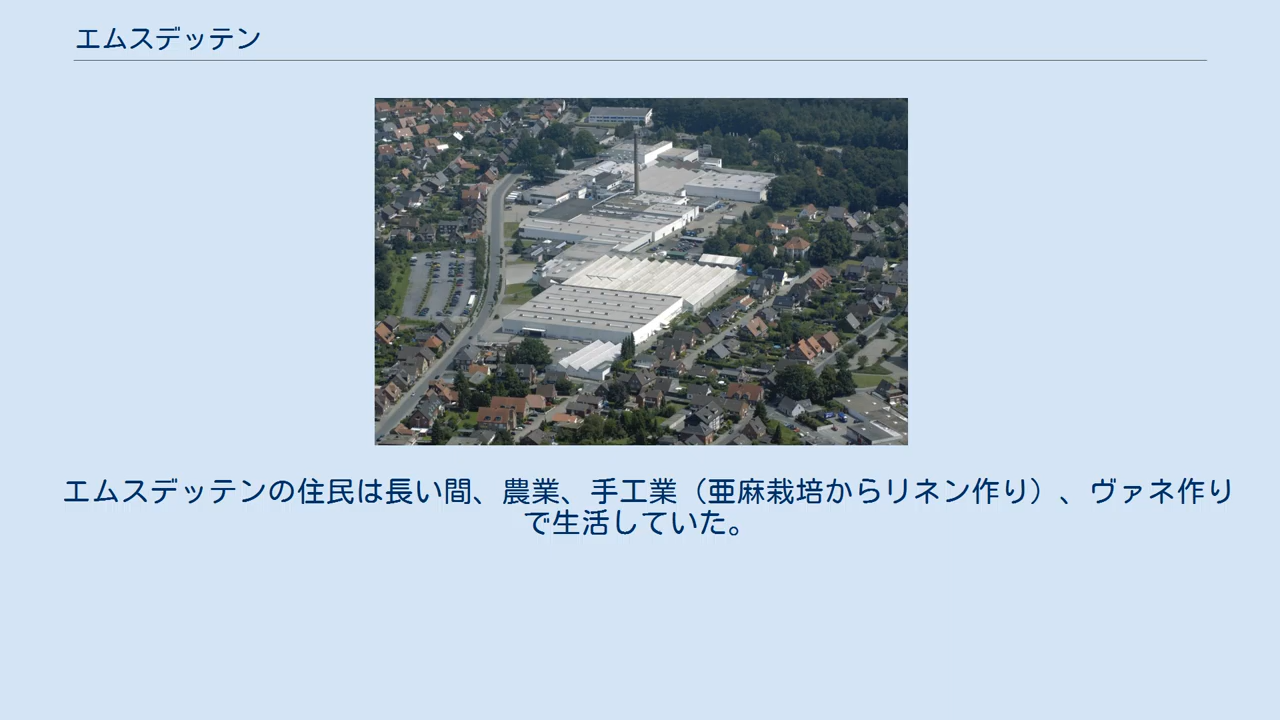 エムスデッテン
エムスデッテンの住民は長い間、農業、手工業（亜麻栽培からリネン作り）、ヴァネ作り
で生活していた。